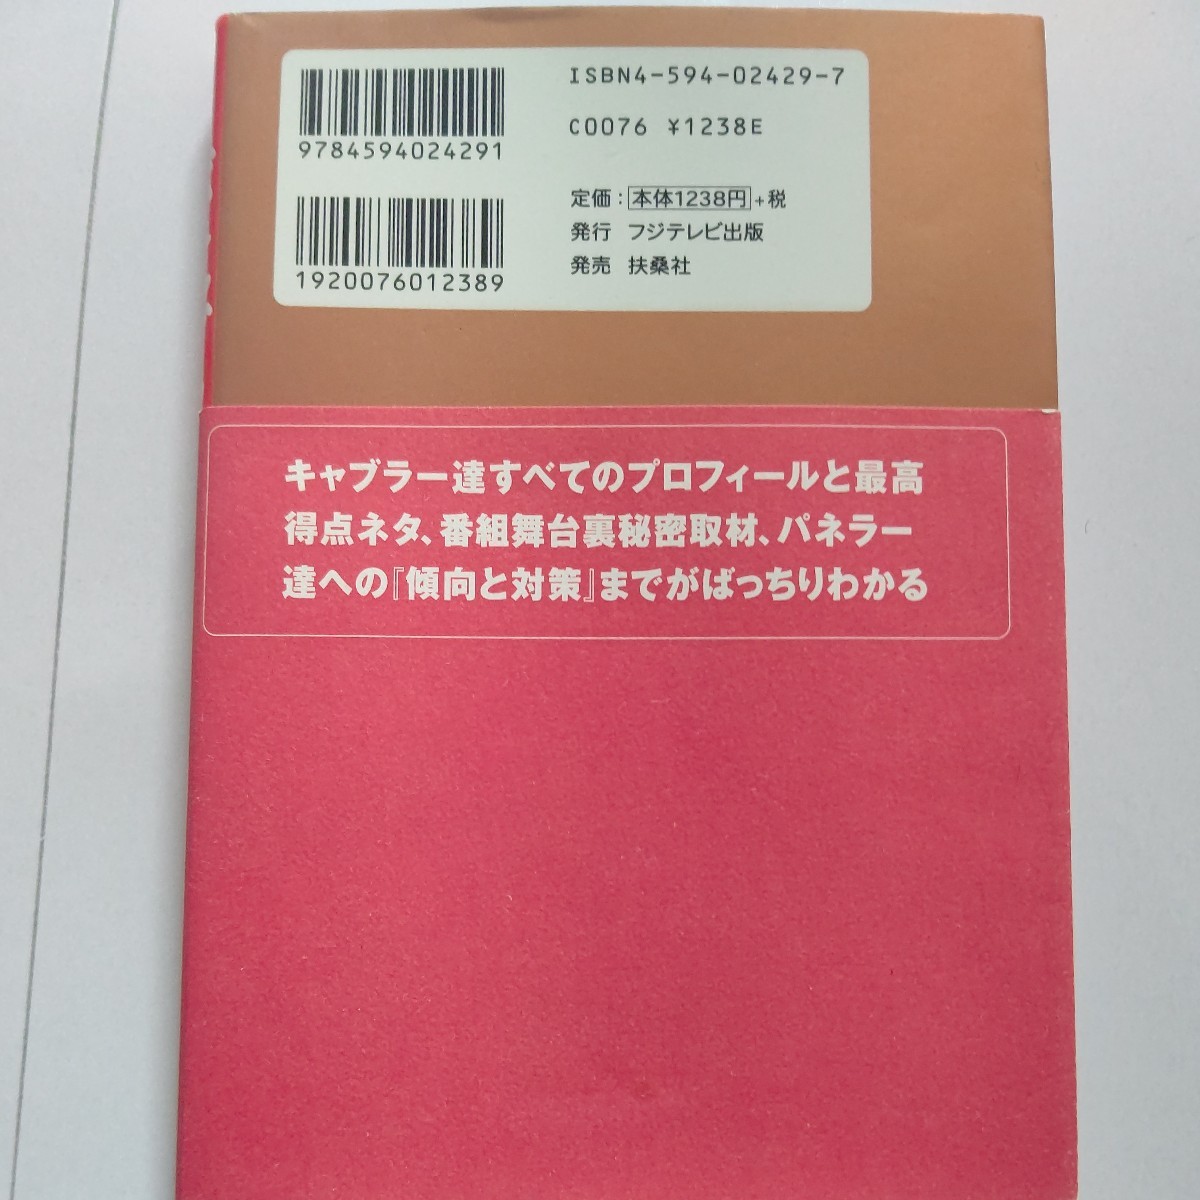 ISBN4-594-02429-7
C0076 ¥1238E
9784594024291
定価：本体1238円+税
発行 フジテレビ出版
発売 扶桑社
1920076012389
キャブラー達すべてのプロフィールと最高
得点ネタ、番組舞台裏秘密取材、パネラー
達への『傾向と対策』までがばっちりわかる